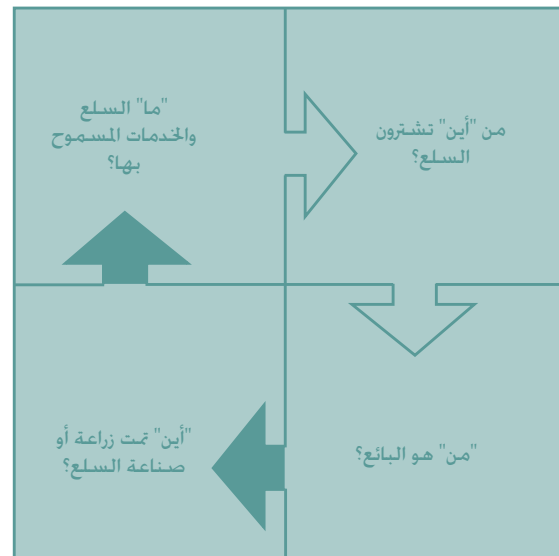 "ما" السلع
والخدمات المسموح
بها؟
من "أين" تشترون
السلع؟
"من" هو البائع؟
"أين" تمت زراعة أو
صناعة السلع؟